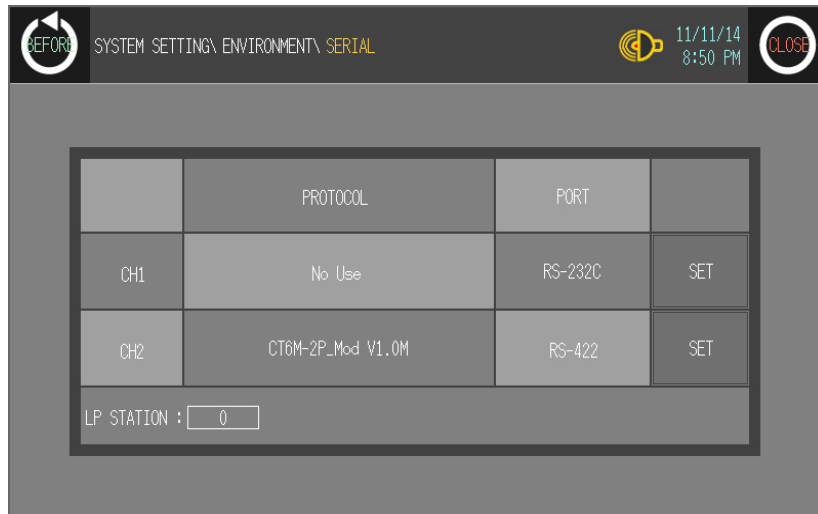 BEFORE SYSTEM SETTING\ ENVIRONMENT\ SERIAL 11/11/14 CLOSE
8:50 PM
PROTOCOL PORT
CH1 No Use RS-232C SET
CH2 CT6M-2P_Mod V1.0M RS-422 SET
LP STATION : 0